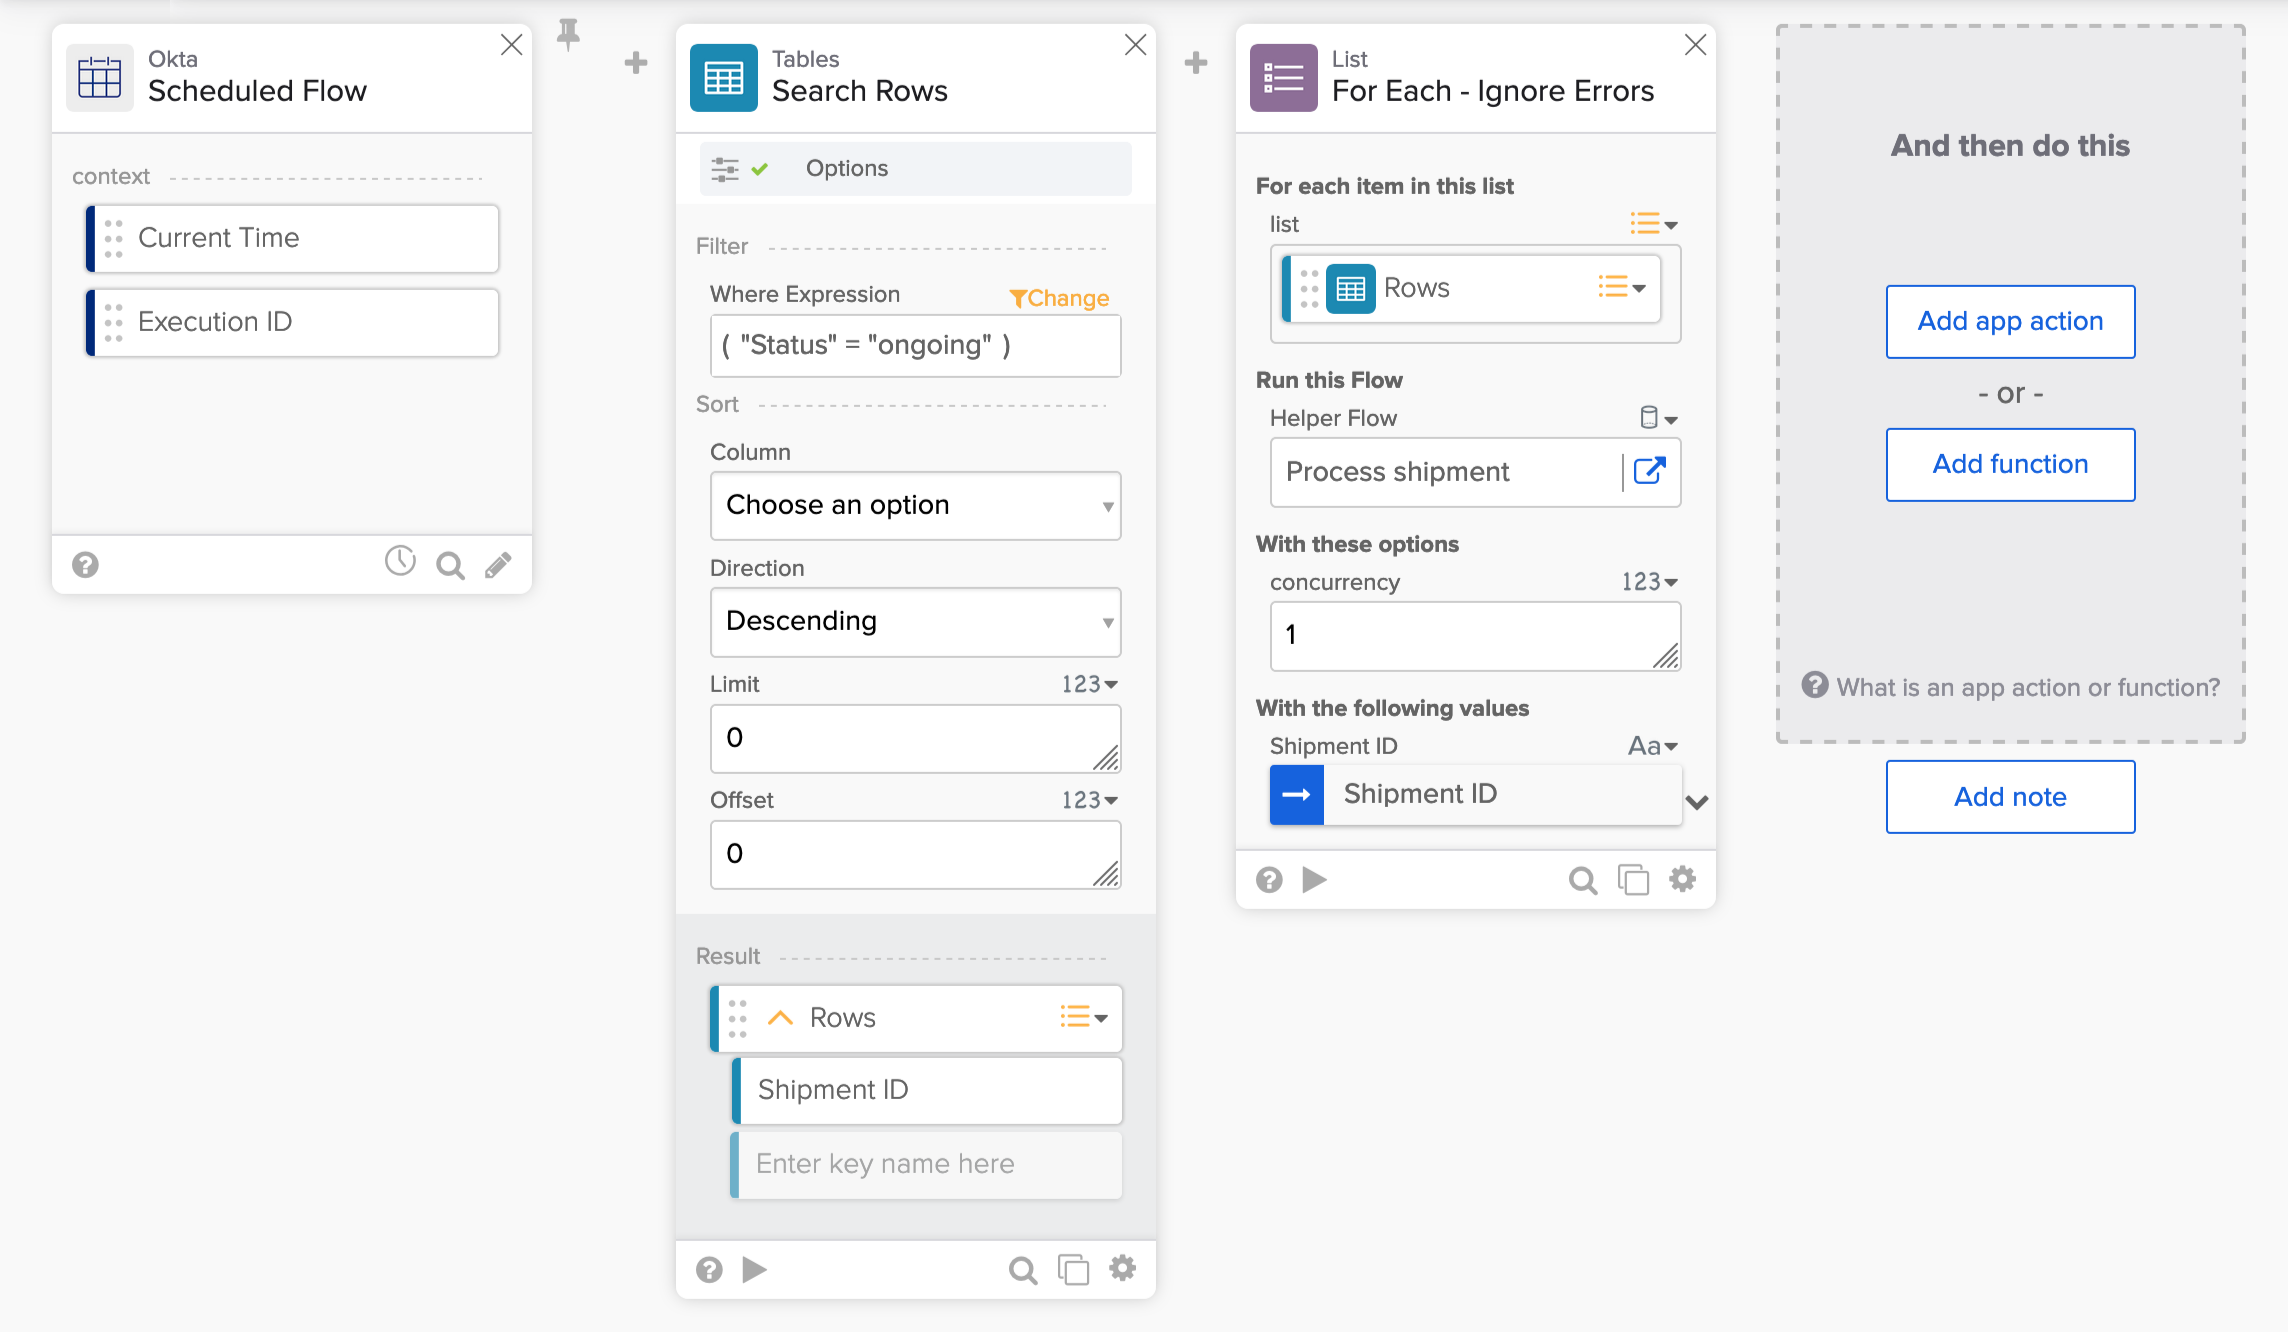 Okta
Scheduled Flow
context
Current Time
Execution ID
Tables
Search Rows
Options
Filter
Where Expression
Change
( "Status" = "ongoing" )
Sort
Column
Choose an option
Direction
Descending
Limit
123
0
Offset
123
0
Result
Rows
Shipment ID
Enter key name here
List
For Each - Ignore Errors
For each item in this list
list
Rows
Run this Flow
Helper Flow
Process shipment
With these options
concurrency
123
1
With the following values
Shipment ID
Aa
Shipment ID
And then do this
Add app action
- or -
Add function
What is an app action or function?
Add note